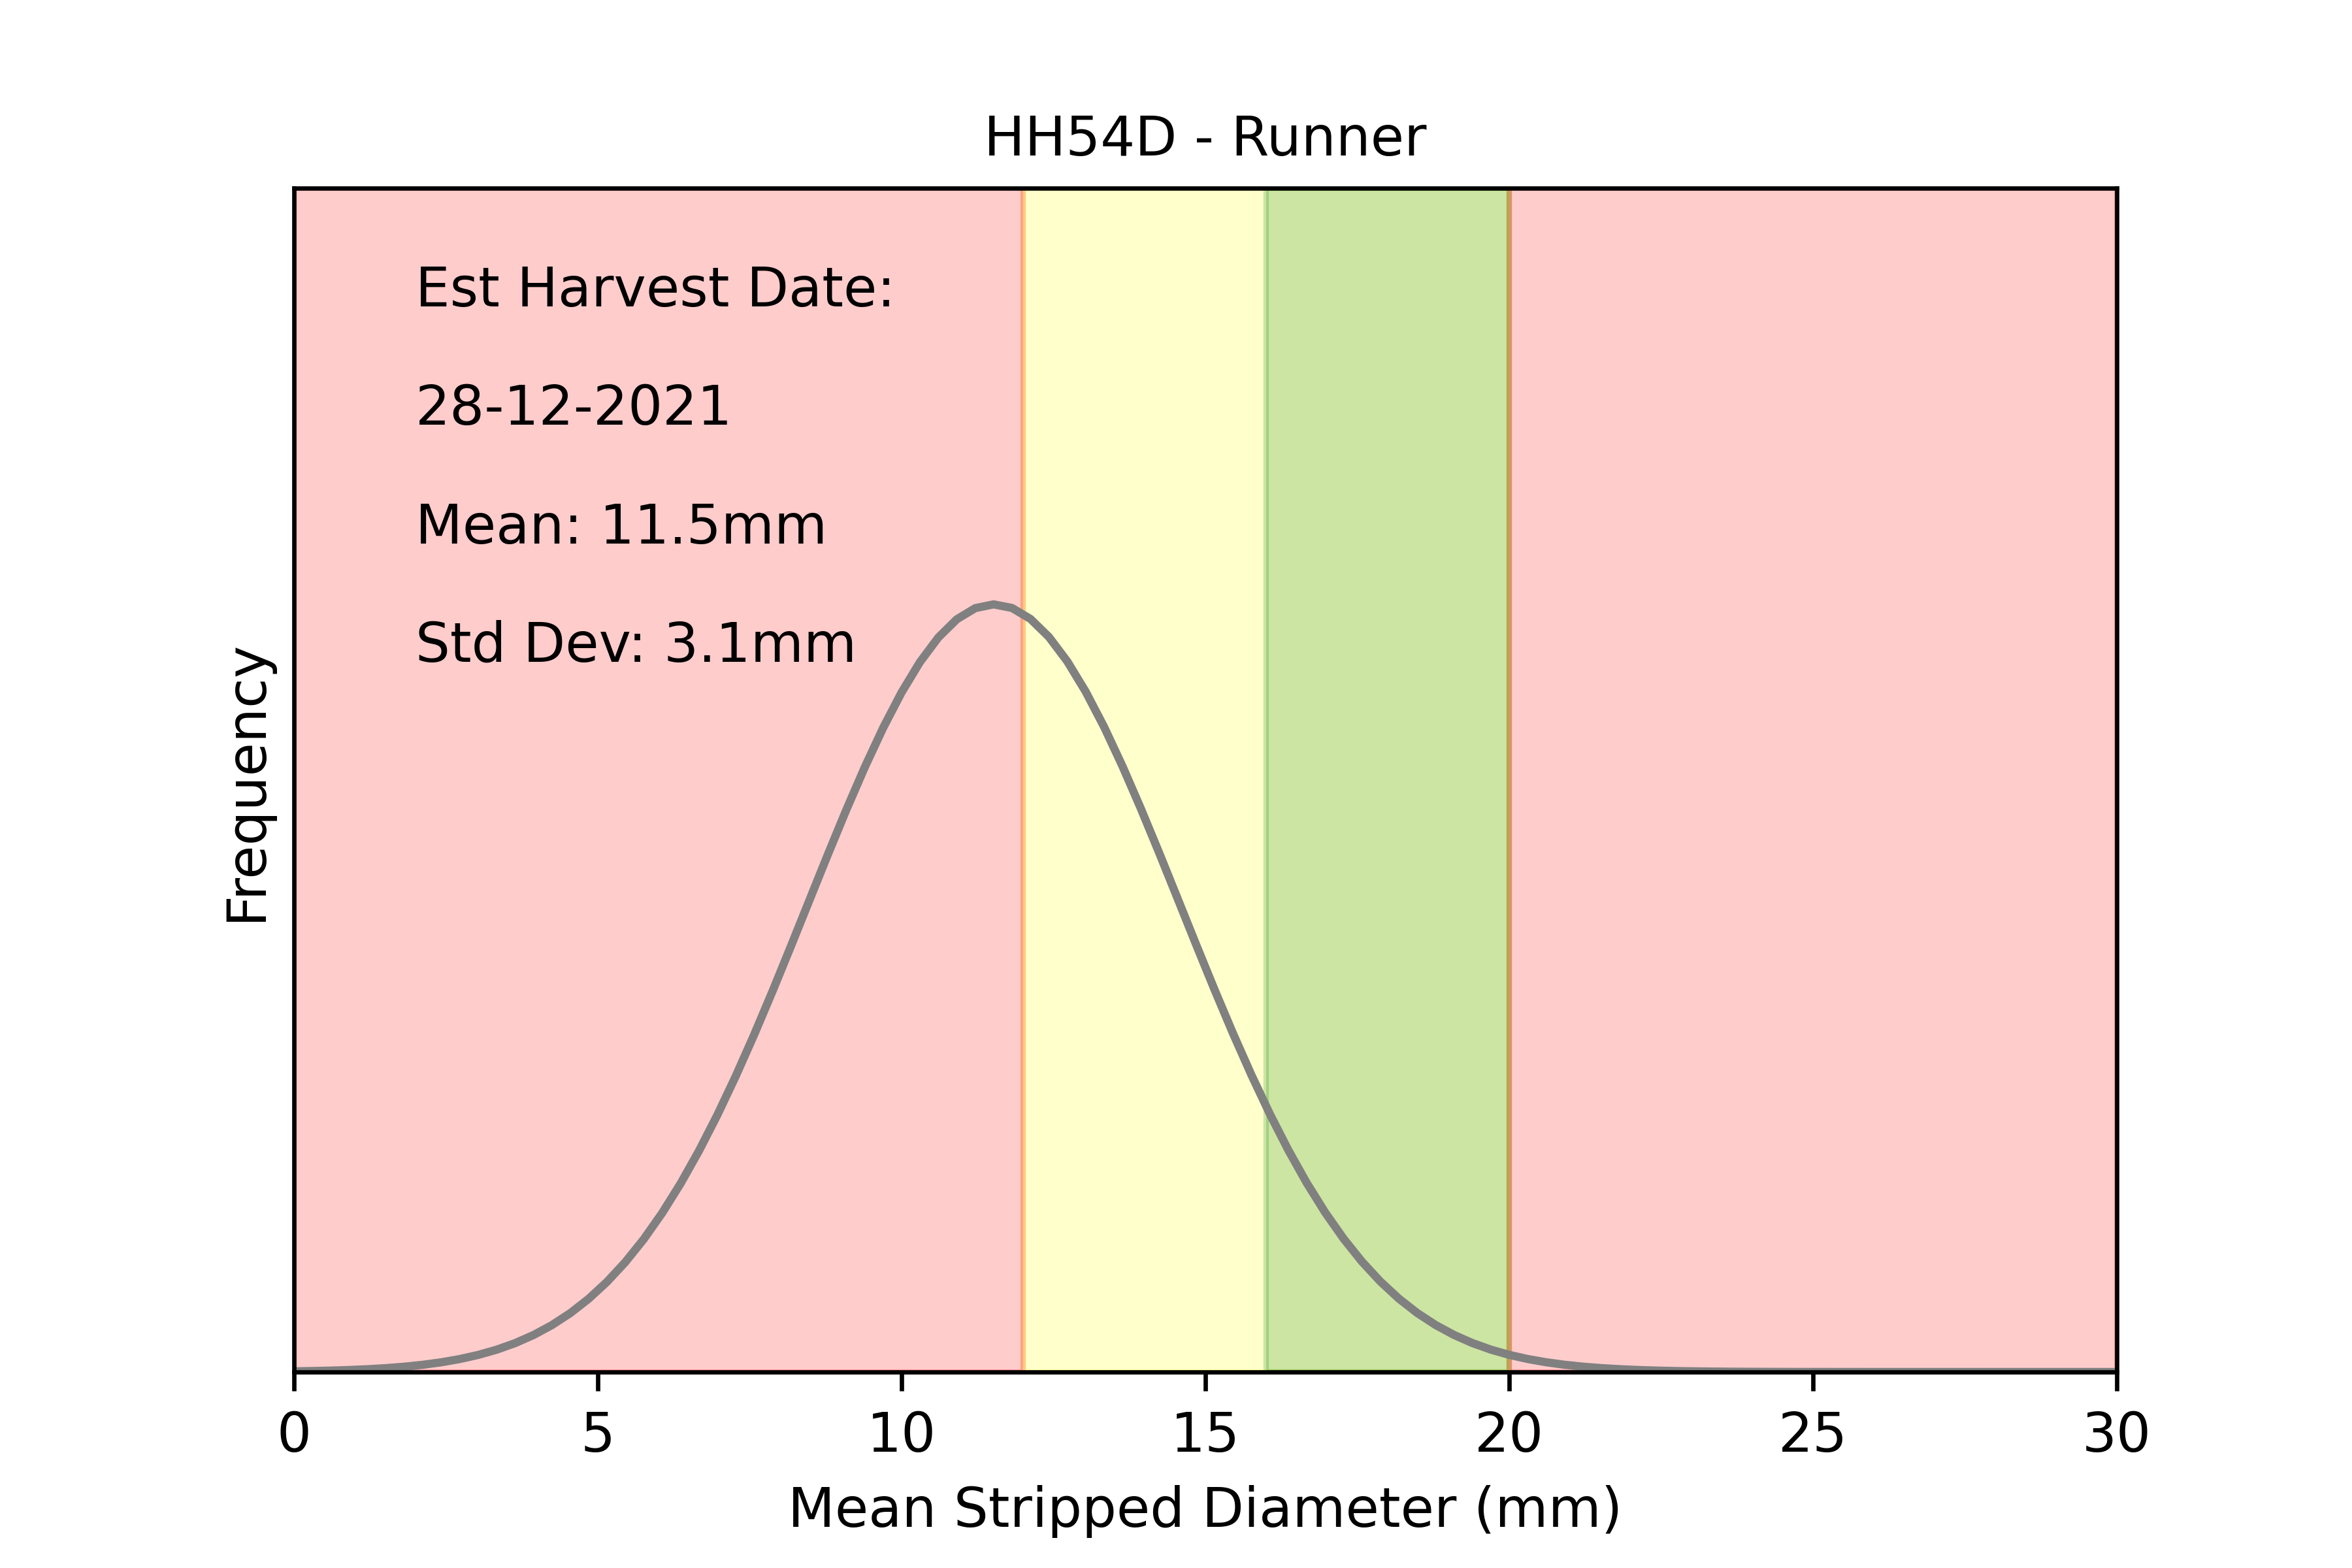 HH54D - Runner
Est Harvest Date:
28-12-2021
Mean: 11.5mm
Std Dev: 3.1mm
Frequency
0 5 10 15 20 25 30
Mean Stripped Diameter (mm)